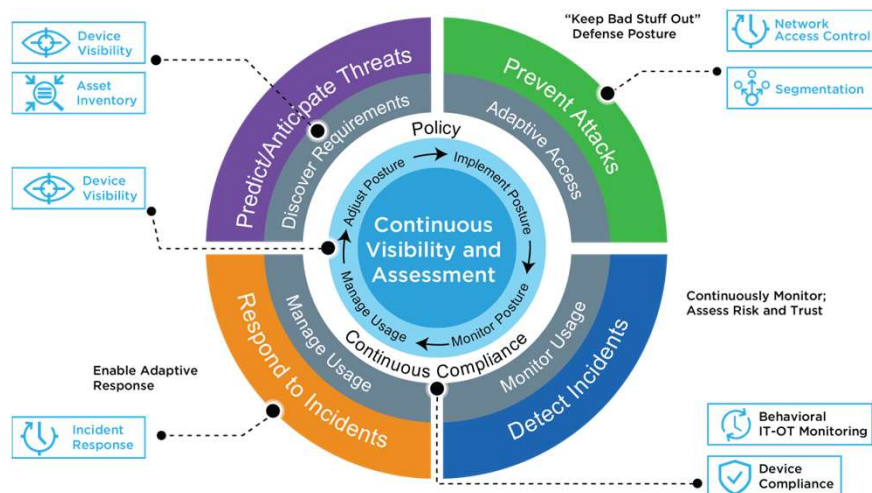 Device
Visibility
Asset
Inventory
Device
Visibility
"Keep Bad Stuff Out"
Defense Posture
Network
Access Control
Segmentation
Predict/Anticipate Threats
Discover Requirements
Prevent Attacks
Adaptive Access
Policy
Adjust Posture
Implement Posture
Continuous
Visibility and
Assessment
Manage Usage
Monitor Posture
Continuous Compliance
Manage Usage
Respond to Incidents
Monitor Usage
Detect Incidents
Continuously Monitor;
Assess Risk and Trust
Enable Adaptive
Response
Incident
Response
Behavioral
IT-OT Monitoring
Device
Compliance